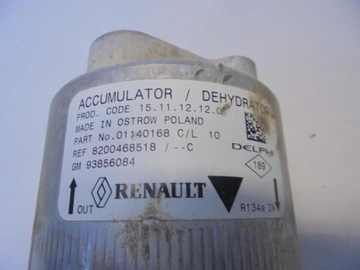 ACCUMULATOR / DEHYDRATOR
PROD. CODE 15.11.12.12.0
MADE IN OSTROW POLAND
PART No.01140168 C/L 10
REF 8200468518 / --C
GM 93856084
DELPHI
189
OUT
RENAULT
R134a IN